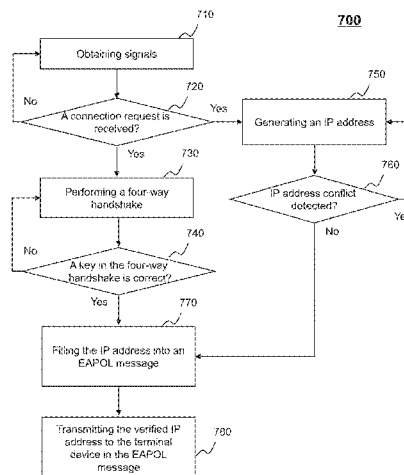 700
710
Obtaining signals
720
No
A connection request is
received?
Yes
Yes
750
Generating an IP address
730
Performing a four-way
handshake
760
IP address conflict
detected?
Ye
No
740
No
A key in the four-way
handshake is correct?
Yes
770
Filling the IP address into an
EAPOL message
780
Transmitting the verified IP
address to the terminal
device in the EAPOL
message